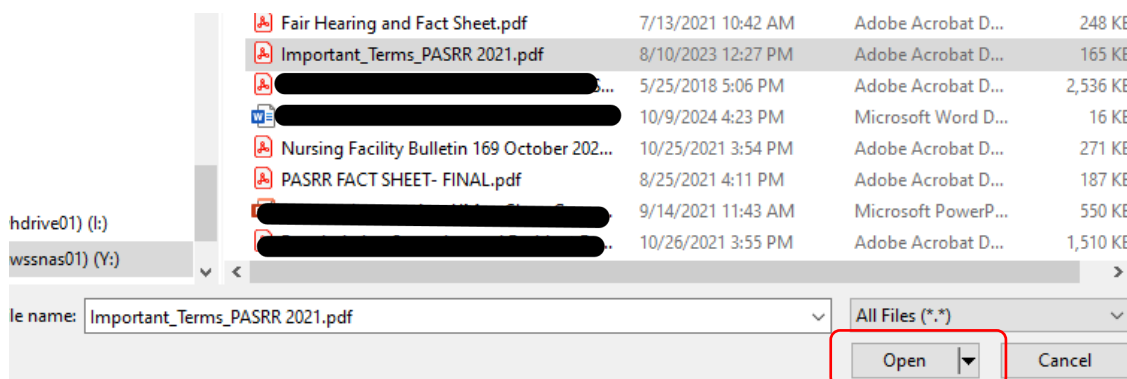 Fair Hearing and Fact Sheet.pdf 7/13/2021 10:42 AM Adobe Acrobat D... 248 KB
Important_Terms_PASRR 2021.pdf 8/10/2023 12:27 PM Adobe Acrobat D... 165 KB
5/25/2018 5:06 PM Adobe Acrobat D... 2,536 KB
10/9/2024 4:23 PM Microsoft Word D... 16 KB
Nursing Facility Bulletin 169 October 202... 10/25/2021 3:54 PM Adobe Acrobat D... 271 KB
PASRR FACT SHEET- FINAL.pdf 8/25/2021 4:11 PM Adobe Acrobat D... 187 KB
9/14/2021 11:43 AM Microsoft PowerP... 550 KB
hdrive01) (I:)
10/26/2021 3:55 PM Adobe Acrobat D... 1,510 KB
wssnas01) (Y:)
le name: Important_Terms_PASRR 2021.pdf All Files (*.*)
Open Cancel